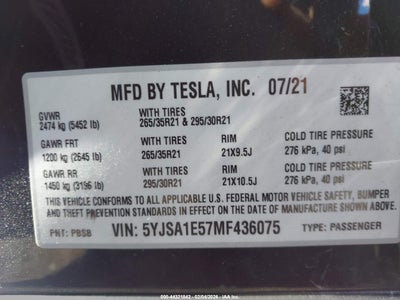 MFD BY TESLA, INC. 07/21
GVWR
2474 kg (5452 lb)
WITH TIRES
265/35R21 & 295/30R21
GAWR FRT
1200 kg (2645 lb)
WITH TIRES
265/35R21
RIM
21X9.5J
COLD TIRE PRESSURE
276 kPa, 40 psi
GAWR RR
1450 kg (3196 lb)
WITH TIRES
295/30R21
RIM
21X10.5J
COLD TIRE PRESSURE
276 kPa, 40 psi
THIS VEHICLE CONFORMS TO ALL APPLICABLE U.S. FEDERAL MOTOR VEHICLE SAFETY, BUMPER
AND THEFT PREVENTION STANDARDS IN EFFECT ON THE DATE OF MANUFACTURE SHOWN ABOVE.
PNT: PBSB
VIN: 5YJSA1E57MF436075
TYPE: PASSENGER